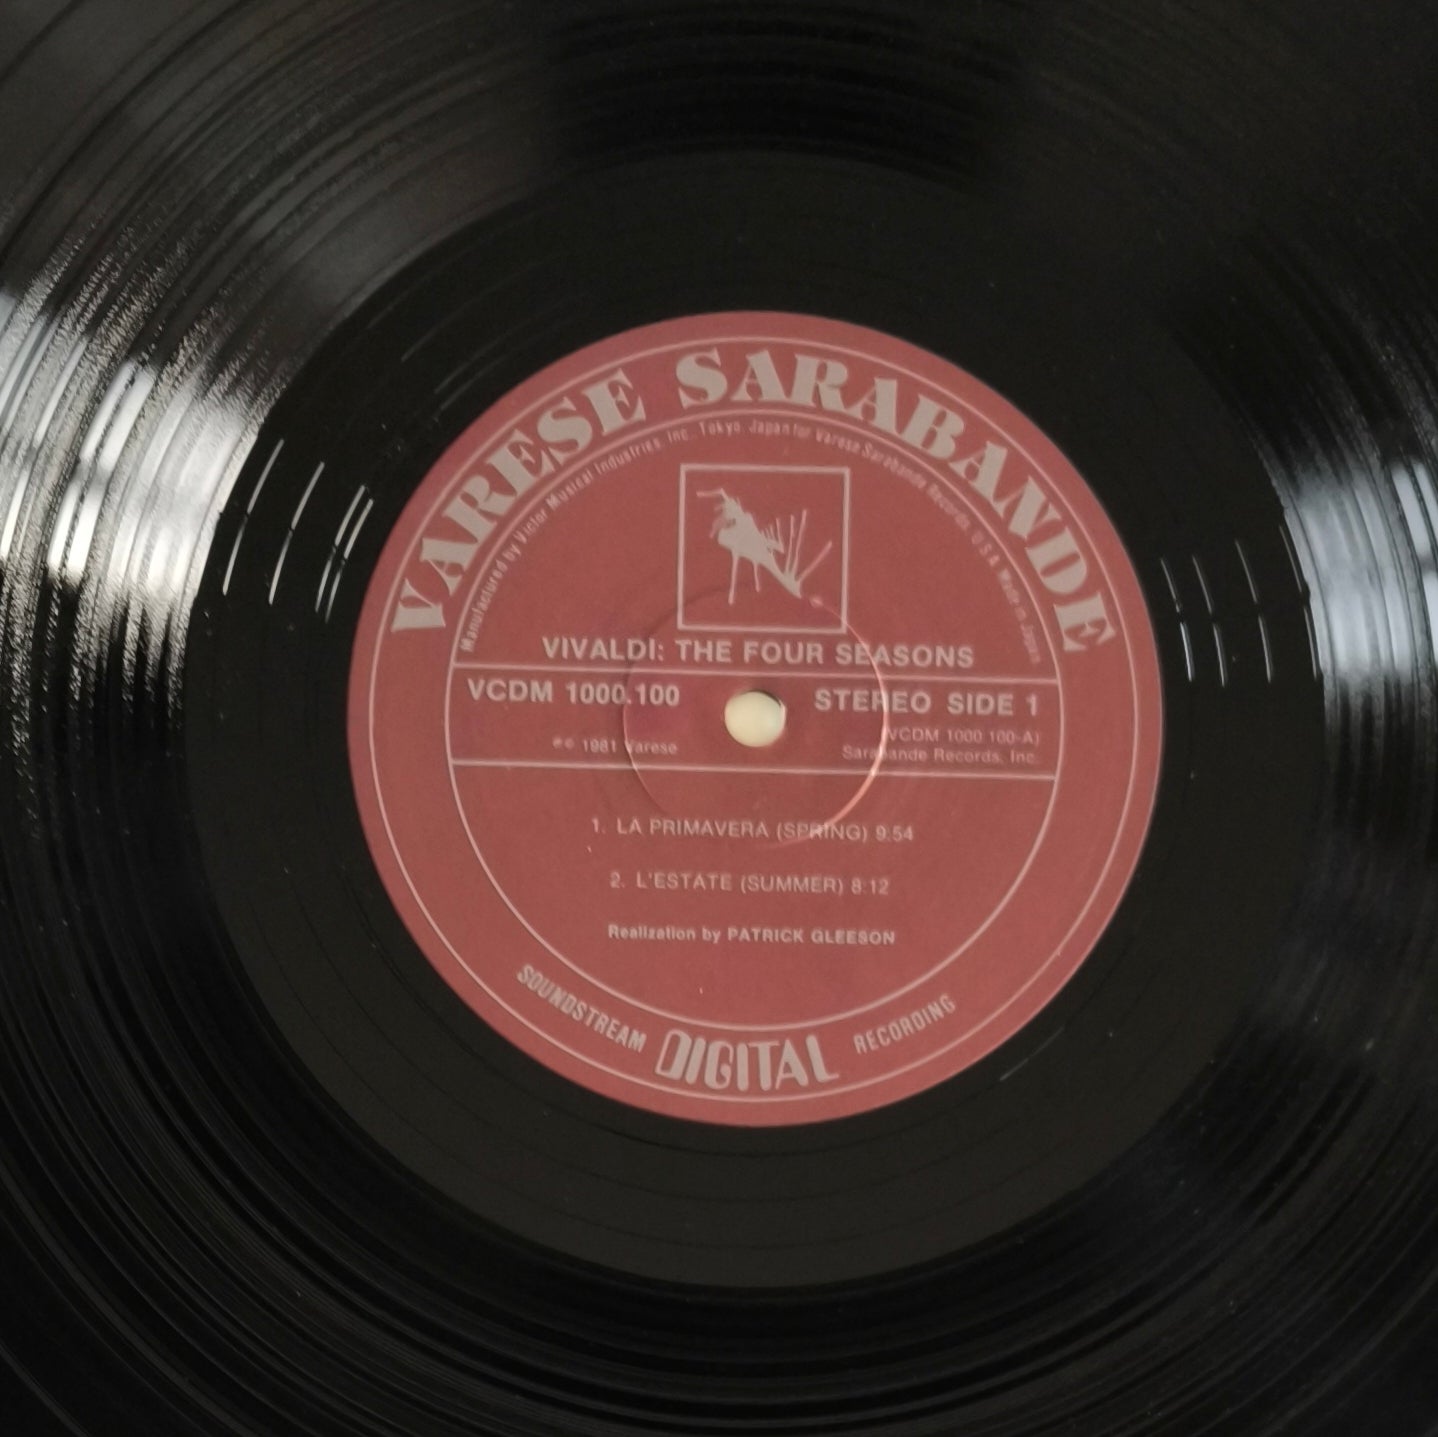 VARESE SARABANDE
Manufactured by Victor Musical Industries, Inc., Tokyo, Japan for Varese Sarabande Records, U.S.A. Made in Japan
VIVALDI: THE FOUR SEASONS
VCDM 1000.100 STEREO SIDE 1
(VCDM 1000 100-A)
℗© 1981 Varese Sarabande Records, Inc.
1. LA PRIMAVERA (SPRING) 9:54
2. L'ESTATE (SUMMER) 8:12
Realization by PATRICK GLEESON
SOUNDSTREAM DIGITAL RECORDING